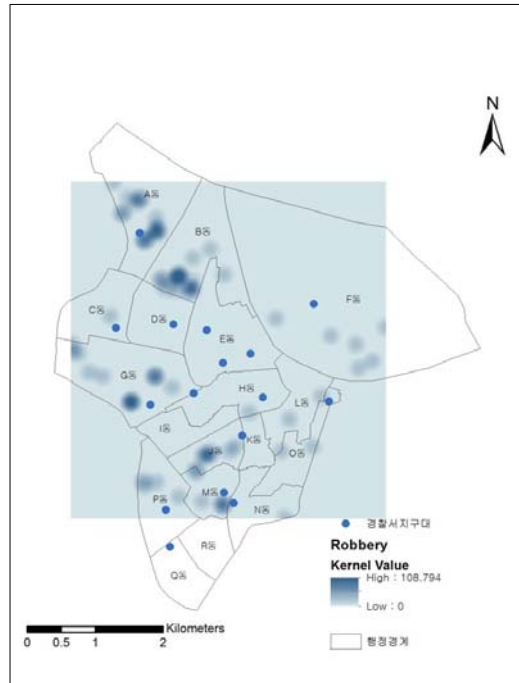 N
A동
B동
F동
C동
D동
E동
G동
H동
L동
I동
K동
J동
O동
M동
P동
N동
R동
Q동
경찰서지구대
Robbery
Kernel Value
High : 108.794
Low : 0
행정경계
Kilometers
0 0.5 1 2